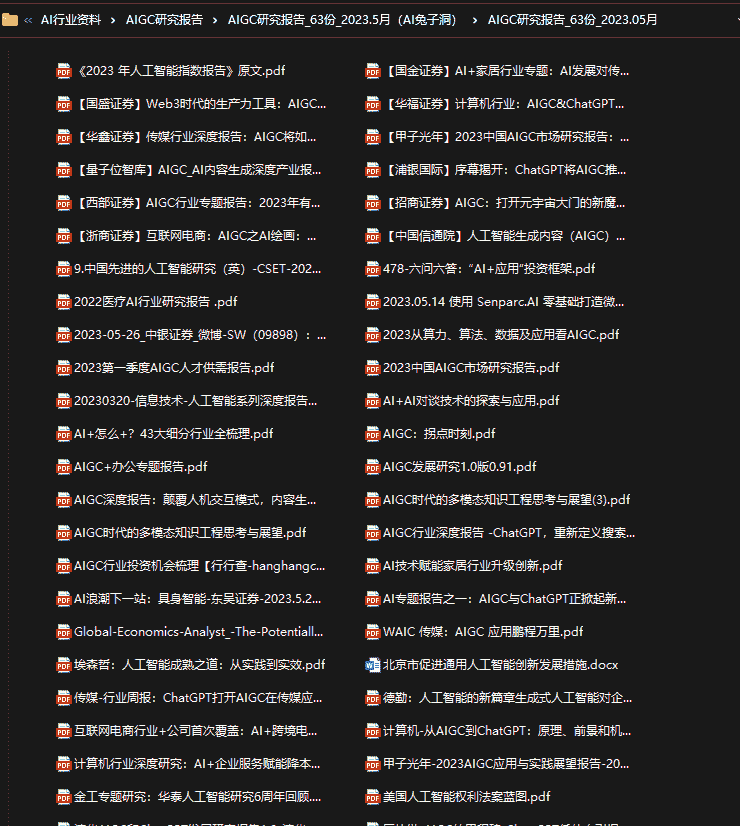 « AI行业资料 › AIGC研究报告 › AIGC研究报告_63份_2023.5月（AI兔子洞） › AIGC研究报告_63份_2023.05月
《2023 年人工智能指数报告》原文.pdf
【国金证券】AI+家居行业专题：AI发展对传...
【国盛证券】Web3时代的生产力工具：AIGC...
【华福证券】计算机行业：AIGC&ChatGPT...
【华鑫证券】传媒行业深度报告：AIGC将如...
【甲子光年】2023中国AIGC市场研究报告：...
【量子位智库】AIGC_AI内容生成深度产业报...
【浦银国际】序幕揭开：ChatGPT将AIGC推...
【西部证券】AIGC行业专题报告：2023年有...
【招商证券】AIGC：打开元宇宙大门的新魔...
【浙商证券】互联网电商：AIGC之AI绘画：...
【中国信通院】人工智能生成内容（AIGC）...
9.中国先进的人工智能研究（英）-CSET-202...
478-六问六答：“AI+应用”投资框架.pdf
2022医疗AI行业研究报告 .pdf
2023.05.14 使用 Senparc.AI 零基础打造微...
2023-05-26_中银证券_微博-SW（09898）：...
2023从算力、算法、数据及应用看AIGC.pdf
2023第一季度AIGC人才供需报告.pdf
2023中国AIGC市场研究报告.pdf
20230320-信息技术-人工智能系列深度报告...
AI+AI对谈技术的探索与应用.pdf
AI+怎么+？43大细分行业全梳理.pdf
AIGC：拐点时刻.pdf
AIGC+办公专题报告.pdf
AIGC发展研究1.0版0.91.pdf
AIGC深度报告：颠覆人机交互模式，内容生...
AIGC时代的多模态知识工程思考与展望(3).pdf
AIGC时代的多模态知识工程思考与展望.pdf
AIGC行业深度报告 -ChatGPT，重新定义搜索...
AIGC行业投资机会梳理【行行查-hanghangc...
AI技术赋能家居行业升级创新.pdf
AI浪潮下一站：具身智能-东吴证券-2023.5.2...
AI专题报告之一：AIGC与ChatGPT正掀起新...
Global-Economics-Analyst_-The-Potentiall...
WAIC 传媒：AIGC 应用鹏程万里.pdf
埃森哲：人工智能成熟之道：从实践到实效.pdf
北京市促进通用人工智能创新发展措施.docx
传媒-行业周报：ChatGPT打开AIGC在传媒应...
德勤：人工智能的新篇章生成式人工智能对企...
互联网电商行业+公司首次覆盖：AI+跨境电...
计算机-从AIGC到ChatGPT：原理、前景和机...
计算机行业深度研究：AI+企业服务赋能降本...
甲子光年-2023AIGC应用与实践展望报告-20...
金工专题研究：华泰人工智能研究6周年回顾....
美国人工智能权利法案蓝图.pdf